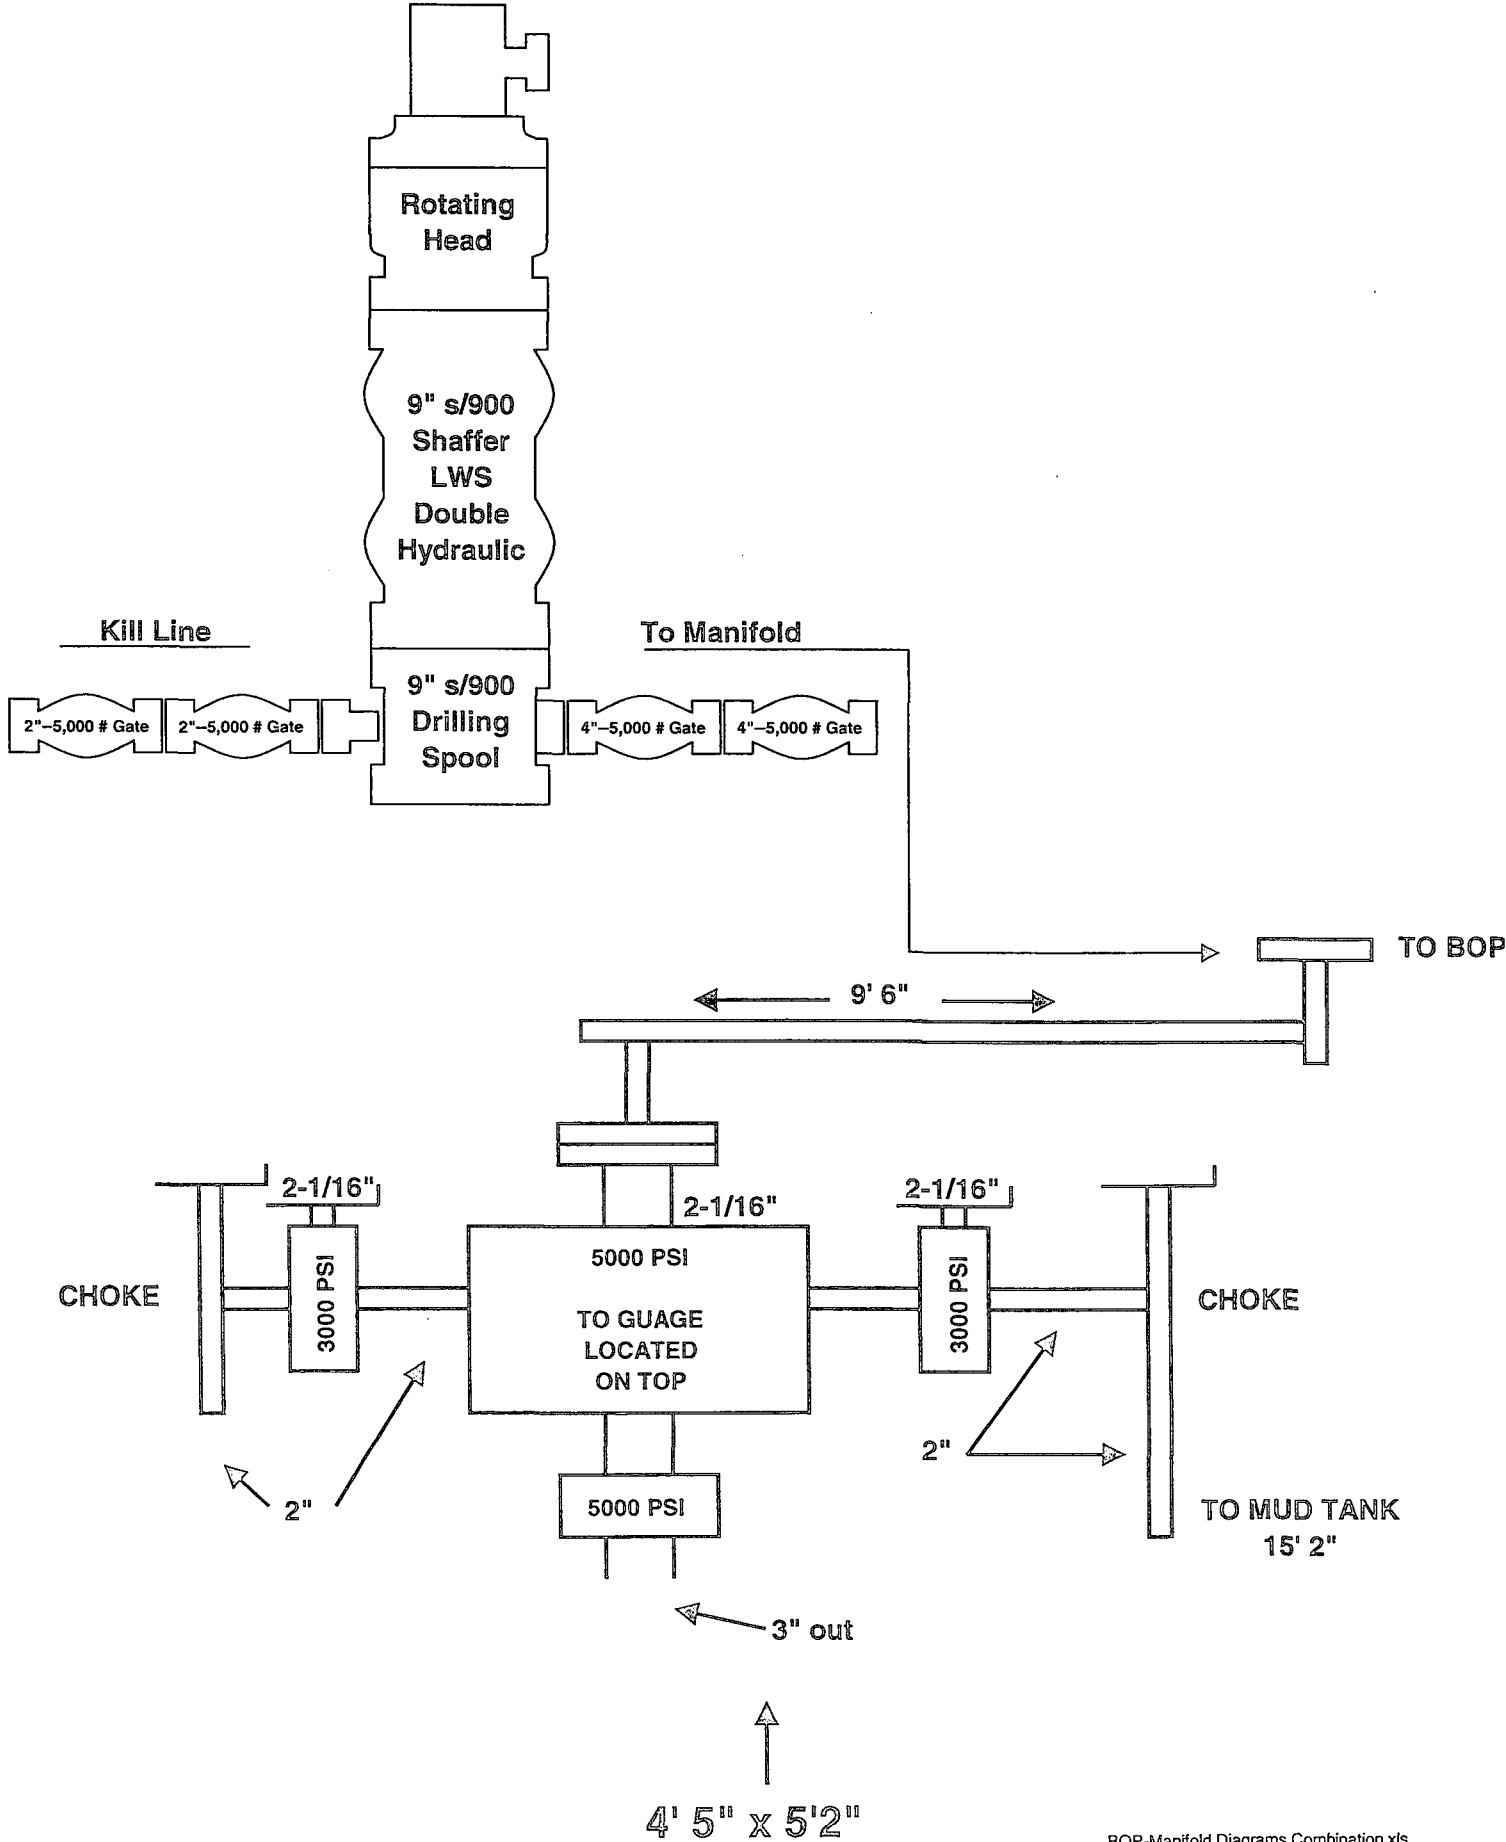 Rotating
Head
9" s/900
Shaffer
LWS
Double
Hydraulic
Kill Line
To Manifold
2"–5,000 # Gate
2"–5,000 # Gate
9" s/900
Drilling
Spool
4"–5,000 # Gate
4"–5,000 # Gate
TO BOP
9' 6"
2-1/16"
2-1/16"
2-1/16"
CHOKE
3000 PSI
5000 PSI
TO GUAGE
LOCATED
ON TOP
3000 PSI
CHOKE
2"
2"
5000 PSI
TO MUD TANK
15' 2"
3" out
4' 5" x 5'2"
BOP-Manifold Diagrams Combination.xls